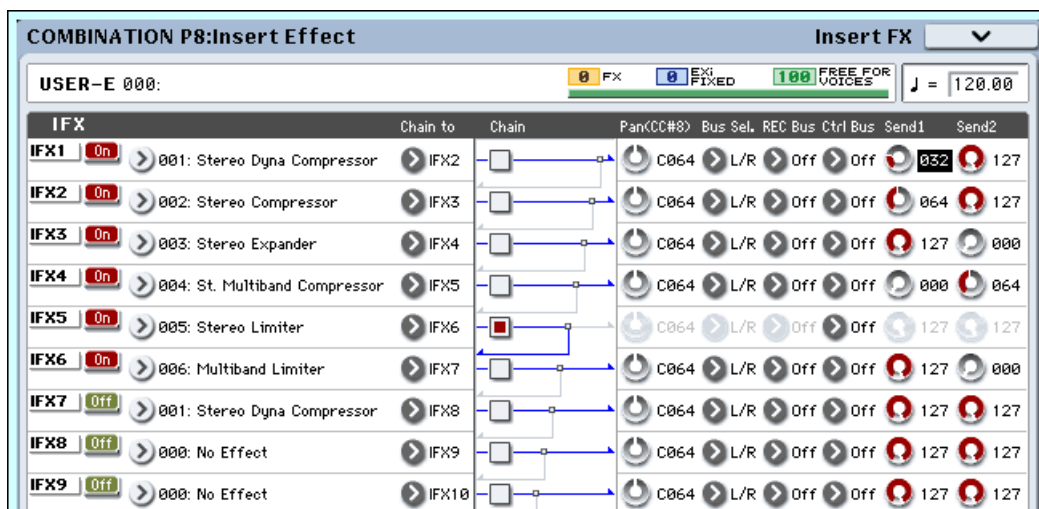 COMBINATION P8:Insert Effect Insert FX
USER-E 000: 0 FX 0 EXi FIXED 100 FREE FOR VOICES ♩ = 120.00
IFX Chain to Chain Pan(CC#8) Bus Sel. REC Bus Ctrl Bus Send1 Send2
IFX1 On 001: Stereo Dyna Compressor IFX2 C064 L/R Off Off 032 127
IFX2 On 002: Stereo Compressor IFX3 C064 L/R Off Off 064 127
IFX3 On 003: Stereo Expander IFX4 C064 L/R Off Off 127 000
IFX4 On 004: St. Multiband Compressor IFX5 C064 L/R Off Off 000 064
IFX5 On 005: Stereo Limiter IFX6 C064 L/R Off Off 127 127
IFX6 On 006: Multiband Limiter IFX7 C064 L/R Off Off 127 000
IFX7 Off 001: Stereo Dyna Compressor IFX8 C064 L/R Off Off 127 127
IFX8 Off 000: No Effect IFX9 C064 L/R Off Off 127 127
IFX9 Off 000: No Effect IFX10 C064 L/R Off Off 127 127